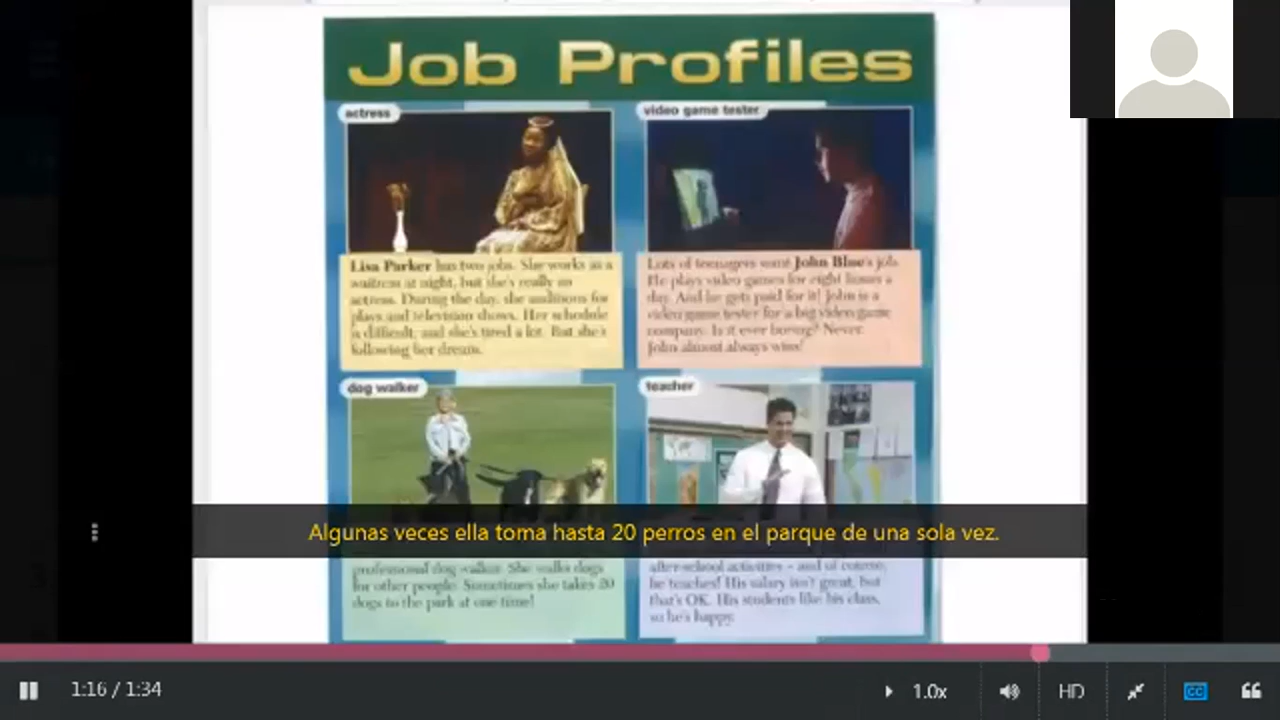 Job Profiles
actress
video game tester
Lisa Parker has two jobs. She works as a
waitress at night, but she's really an
actress. During the day, she auditions for
plays and television shows. Her schedule
is difficult, and she's tired a lot. But she's
following her dream.
Lots of teenagers want John Blue's job.
He plays video games for eight hours a
day. And he gets paid for it! John is a
video game tester for a big video game
company. Is it ever boring? Never.
John almost always wins!
dog walker
teacher
Algunas veces ella toma hasta 20 perros en el parque de una sola vez.
professional dog walker. She walks dogs
for other people. Sometimes she takes 20
dogs to the park at one time!
after-school activities – and of course,
he teaches! His salary isn't great, but
that's OK. His students like his class,
so he's happy.
1:16 / 1:34
1.0x
HD
CC